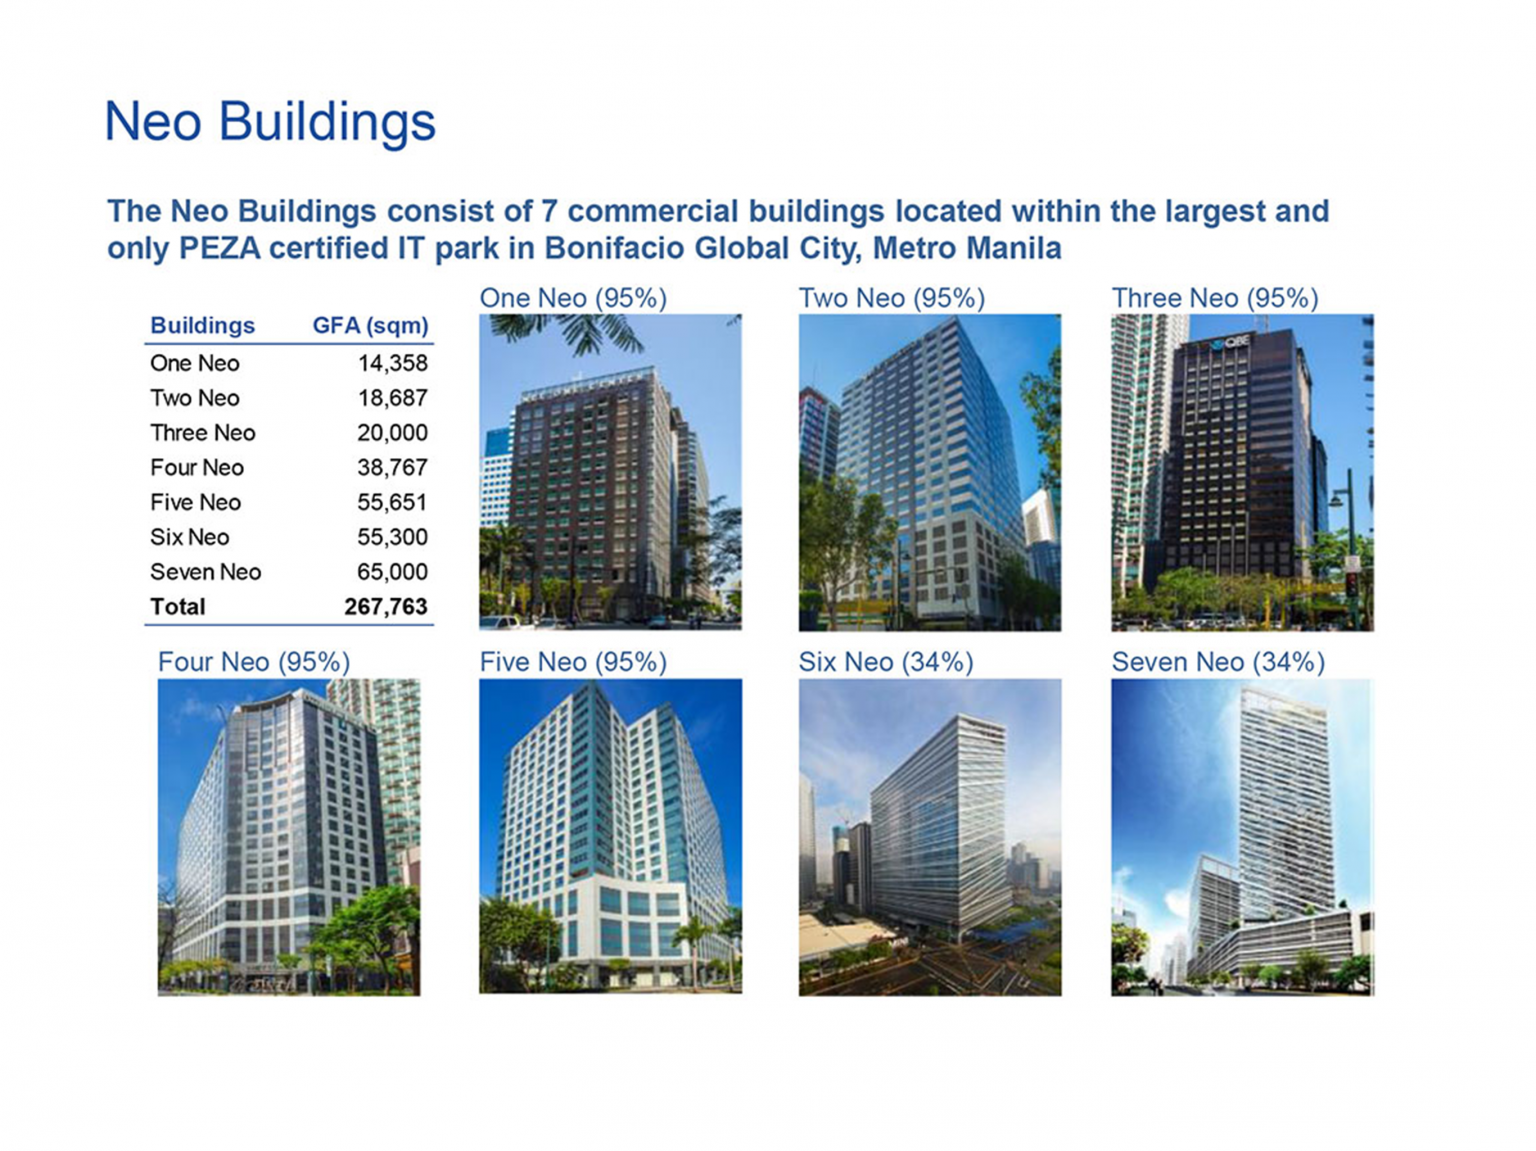 Neo Buildings
The Neo Buildings consist of 7 commercial buildings located within the largest and
only PEZA certified IT park in Bonifacio Global City, Metro Manila
Buildings GFA (sqm)
One Neo 14,358
Two Neo 18,687
Three Neo 20,000
Four Neo 38,767
Five Neo 55,651
Six Neo 55,300
Seven Neo 65,000
Total 267,763
One Neo (95%)
Two Neo (95%)
Three Neo (95%)
QBE
Four Neo (95%)
Five Neo (95%)
Six Neo (34%)
Seven Neo (34%)